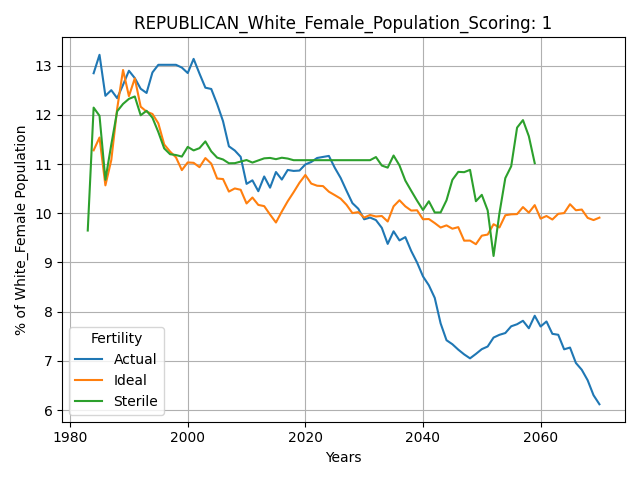 REPUBLICAN_White_Female_Population_Scoring: 1
% of White_Female Population
13
12
11
10
9
8
7
6
Fertility
Actual
Ideal
Sterile
1980 2000 2020 2040 2060
Years